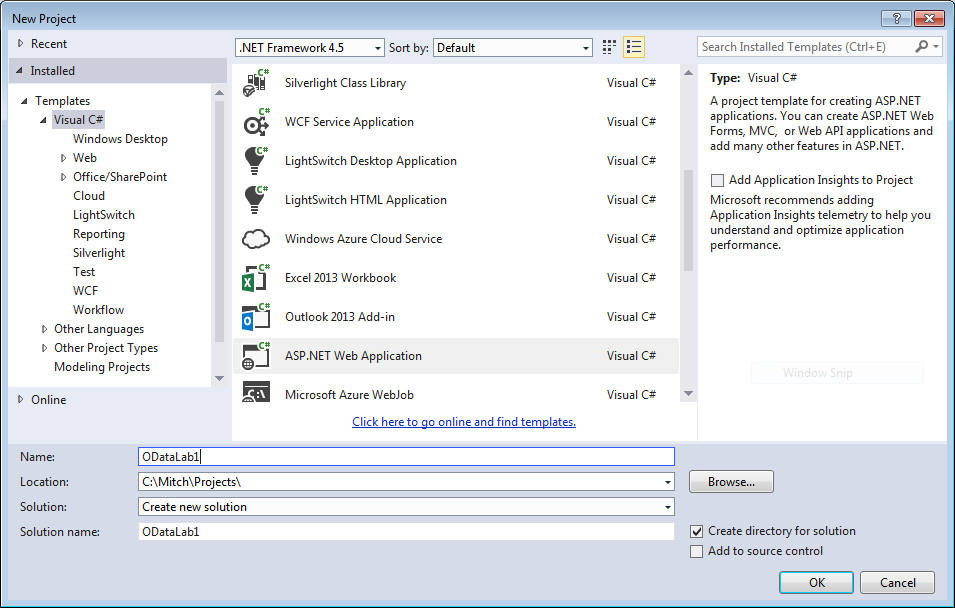 New Project
?
Recent
.NET Framework 4.5
Sort by:
Default
Search Installed Templates (Ctrl+E)
Installed
Templates
Visual C#
Windows Desktop
Web
Office/SharePoint
Cloud
LightSwitch
Reporting
Silverlight
Test
WCF
Workflow
Other Languages
Other Project Types
Modeling Projects
Online
C# Silverlight Class Library Visual C#
C# WCF Service Application Visual C#
C# LightSwitch Desktop Application Visual C#
C# LightSwitch HTML Application Visual C#
Windows Azure Cloud Service Visual C#
C# Excel 2013 Workbook Visual C#
C# Outlook 2013 Add-in Visual C#
C# ASP.NET Web Application Visual C#
C:\ Microsoft Azure WebJob Visual C#
Click here to go online and find templates.
Type: Visual C#
A project template for creating ASP.NET
applications. You can create ASP.NET Web
Forms, MVC, or Web API applications and
add many other features in ASP.NET.
Add Application Insights to Project
Microsoft recommends adding
Application Insights telemetry to help you
understand and optimize application
performance.
Window Snip
Name: ODataLab1
Location: C:\Mitch\Projects\
Browse...
Solution: Create new solution
Solution name: ODataLab1
Create directory for solution
Add to source control
OK
Cancel